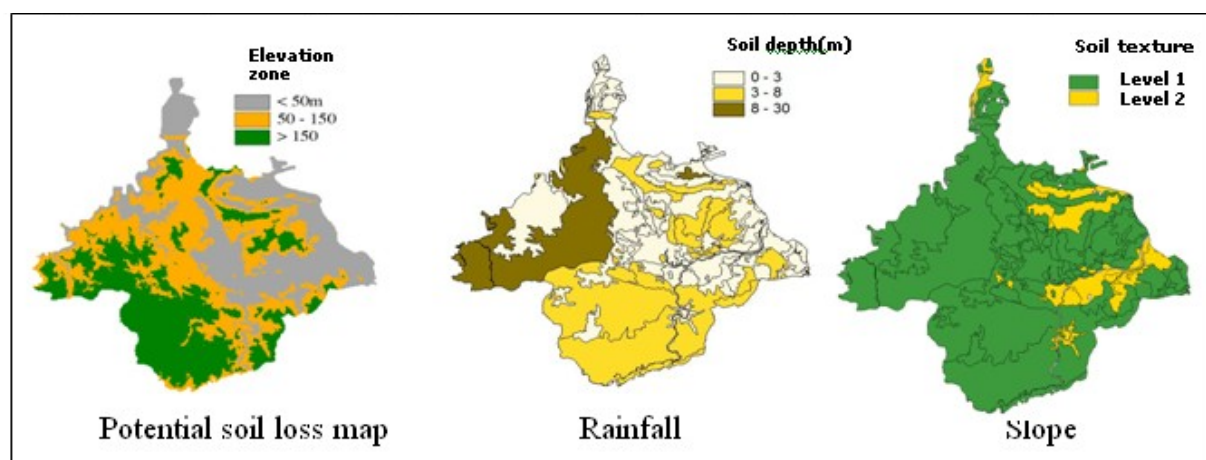 Elevation
zone
< 50m
50 - 150
> 150
Potential soil loss map
Soil depth(m)
0 - 3
3 - 8
8 - 30
Rainfall
Soil texture
Level 1
Level 2
Slope